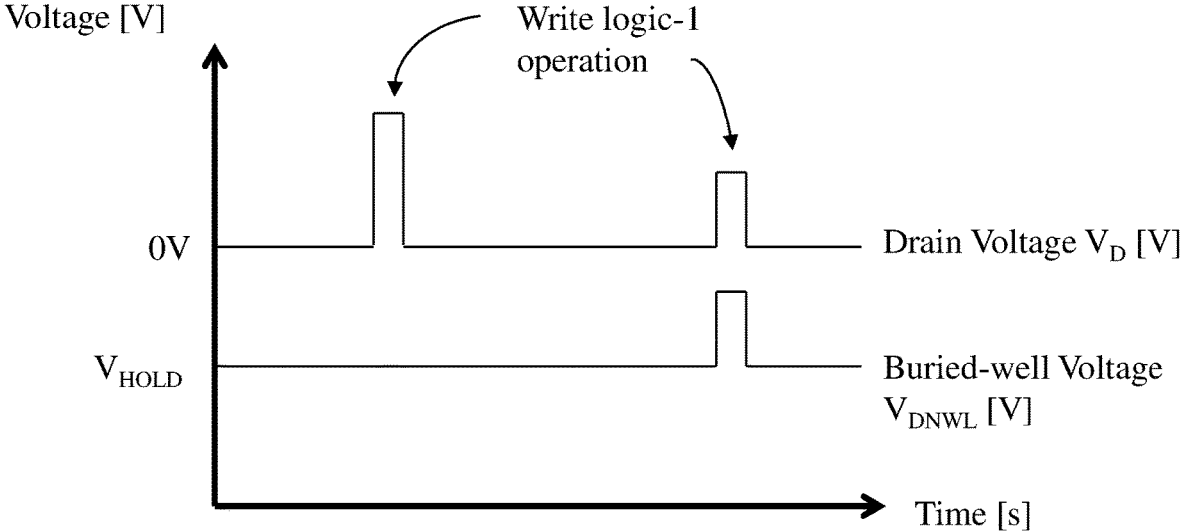 Voltage [V]
Write logic-1
operation
0V
Drain Voltage V_D [V]
V_HOLD
Buried-well Voltage
V_DNWL [V]
Time [s]